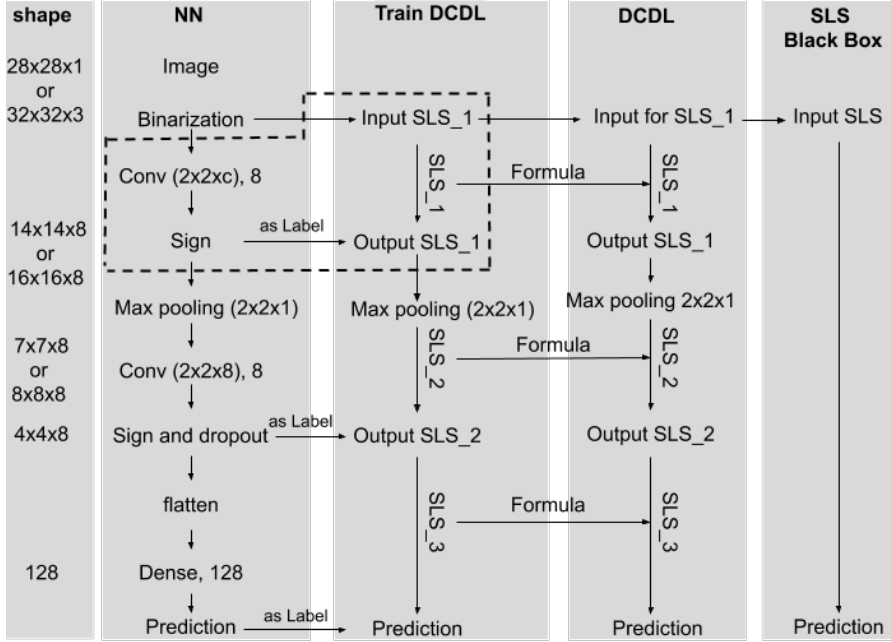 shape
NN
Train DCDL
DCDL
SLS
Black Box
28x28x1
or
32x32x3
Image
Binarization
Input SLS_1
Input for SLS_1
Input SLS
Conv (2x2xc), 8
SLS_1
Formula
SLS_1
14x14x8
or
16x16x8
Sign
as Label
Output SLS_1
Output SLS_1
Max pooling (2x2x1)
Max pooling (2x2x1)
Max pooling 2x2x1
7x7x8
or
8x8x8
Conv (2x2x8), 8
SLS_2
Formula
SLS_2
4x4x8
Sign and dropout
as Label
Output SLS_2
Output SLS_2
flatten
SLS_3
Formula
SLS_3
128
Dense, 128
Prediction
as Label
Prediction
Prediction
Prediction